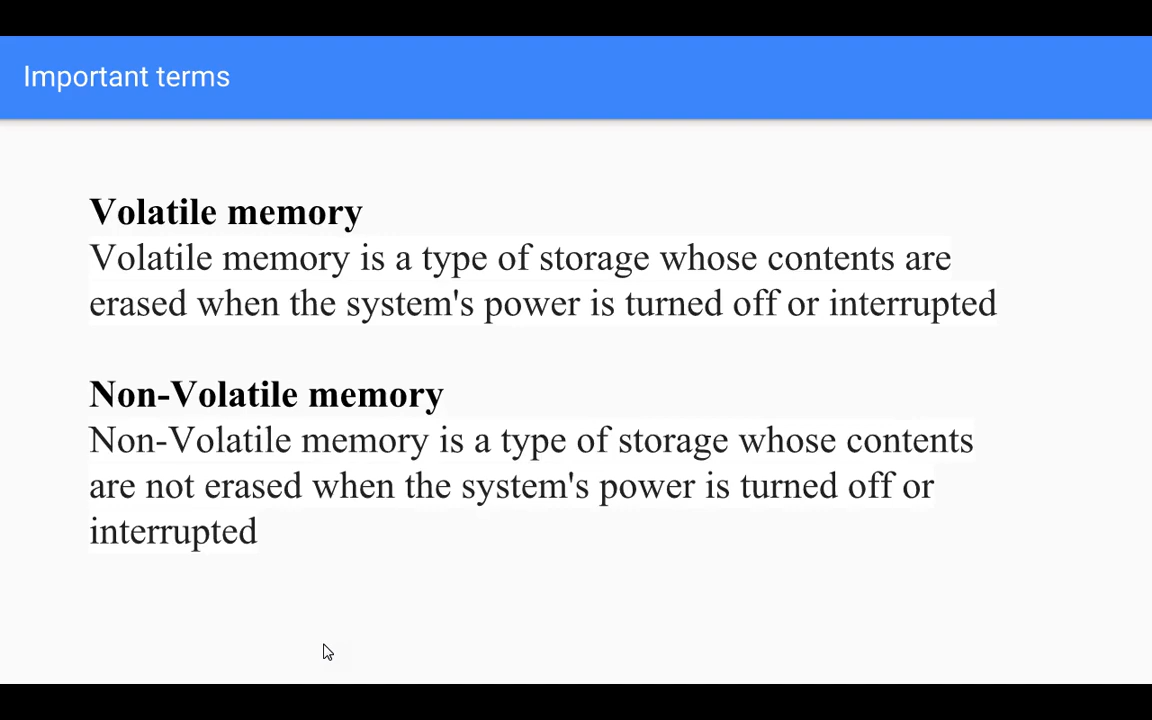 Important terms
Volatile memory
Volatile memory is a type of storage whose contents are
erased when the system's power is turned off or interrupted
Non-Volatile memory
Non-Volatile memory is a type of storage whose contents
are not erased when the system's power is turned off or
interrupted